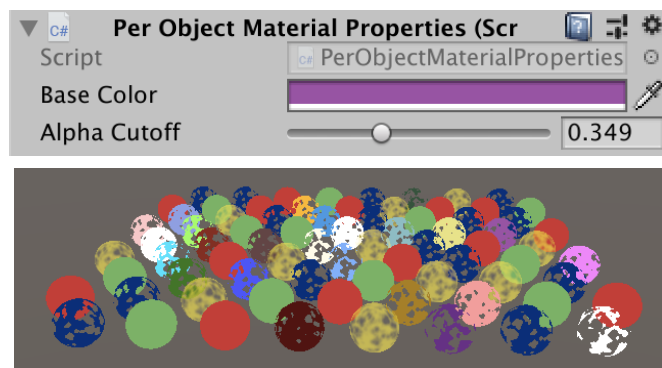 C# Per Object Material Properties (Scr
Script C# PerObjectMaterialProperties
Base Color
Alpha Cutoff 0.349